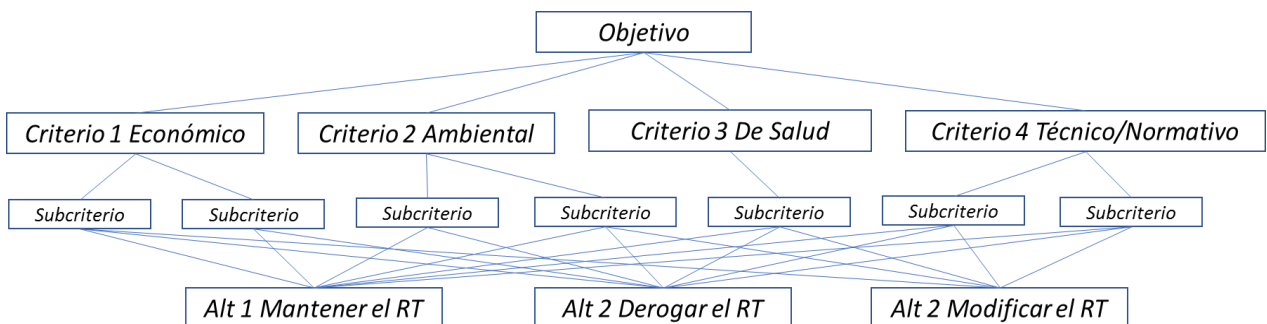 Objetivo
Criterio 1 Económico
Criterio 2 Ambiental
Criterio 3 De Salud
Criterio 4 Técnico/Normativo
Subcriterio
Subcriterio
Subcriterio
Subcriterio
Subcriterio
Subcriterio
Subcriterio
Alt 1 Mantener el RT
Alt 2 Derogar el RT
Alt 2 Modificar el RT